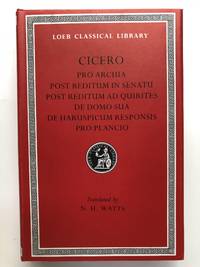 LOEB CLASSICAL LIBRARY
CICERO
PRO ARCHIA
POST REDITUM IN SENATU
POST REDITUM AD QUIRITES
DE DOMO SUA
DE HARUSPICUM RESPONSIS
PRO PLANCIO
Translated by
N. H. WATTS